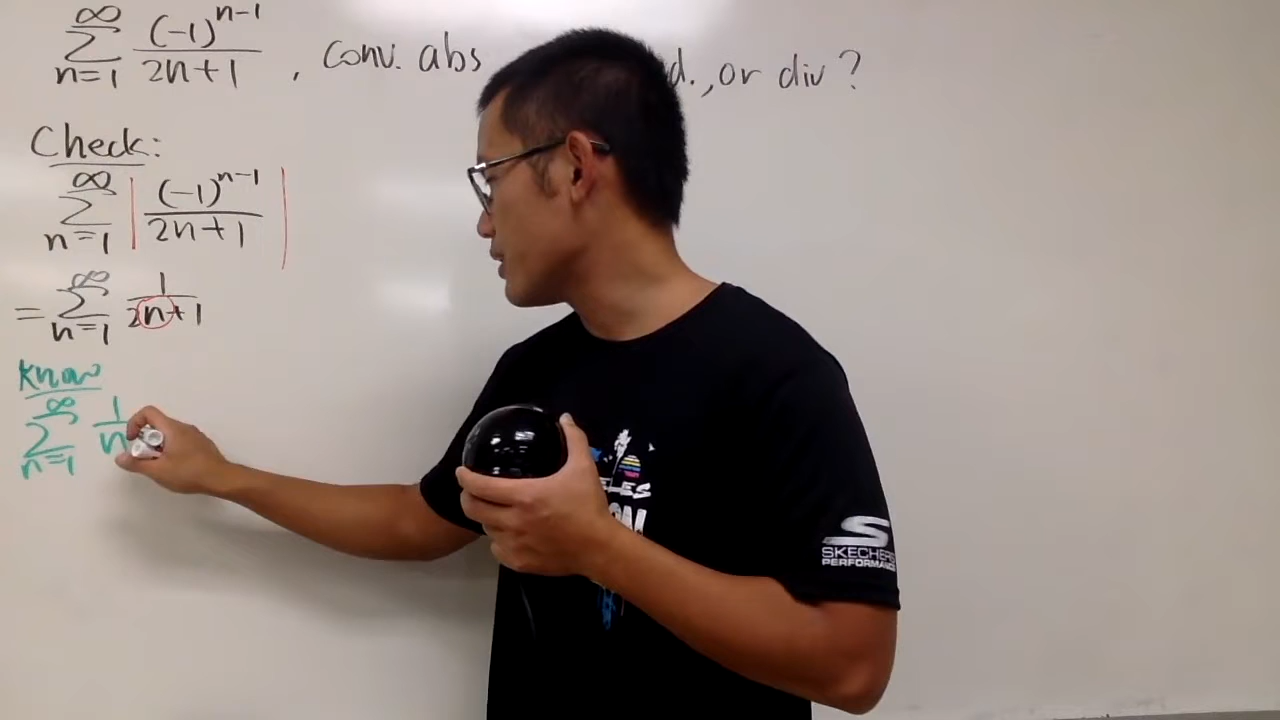 ∞
∑ (-1)^(n-1) / (2n+1) , conv. abs d., or div?
n=1
Check:
∞
∑ | (-1)^(n-1) / (2n+1) |
n=1
∞
= ∑ 1 / (2n+1)
n=1
Know
∞
∑ 1 / n
n=1
S
SKECHERS
PERFORMAN